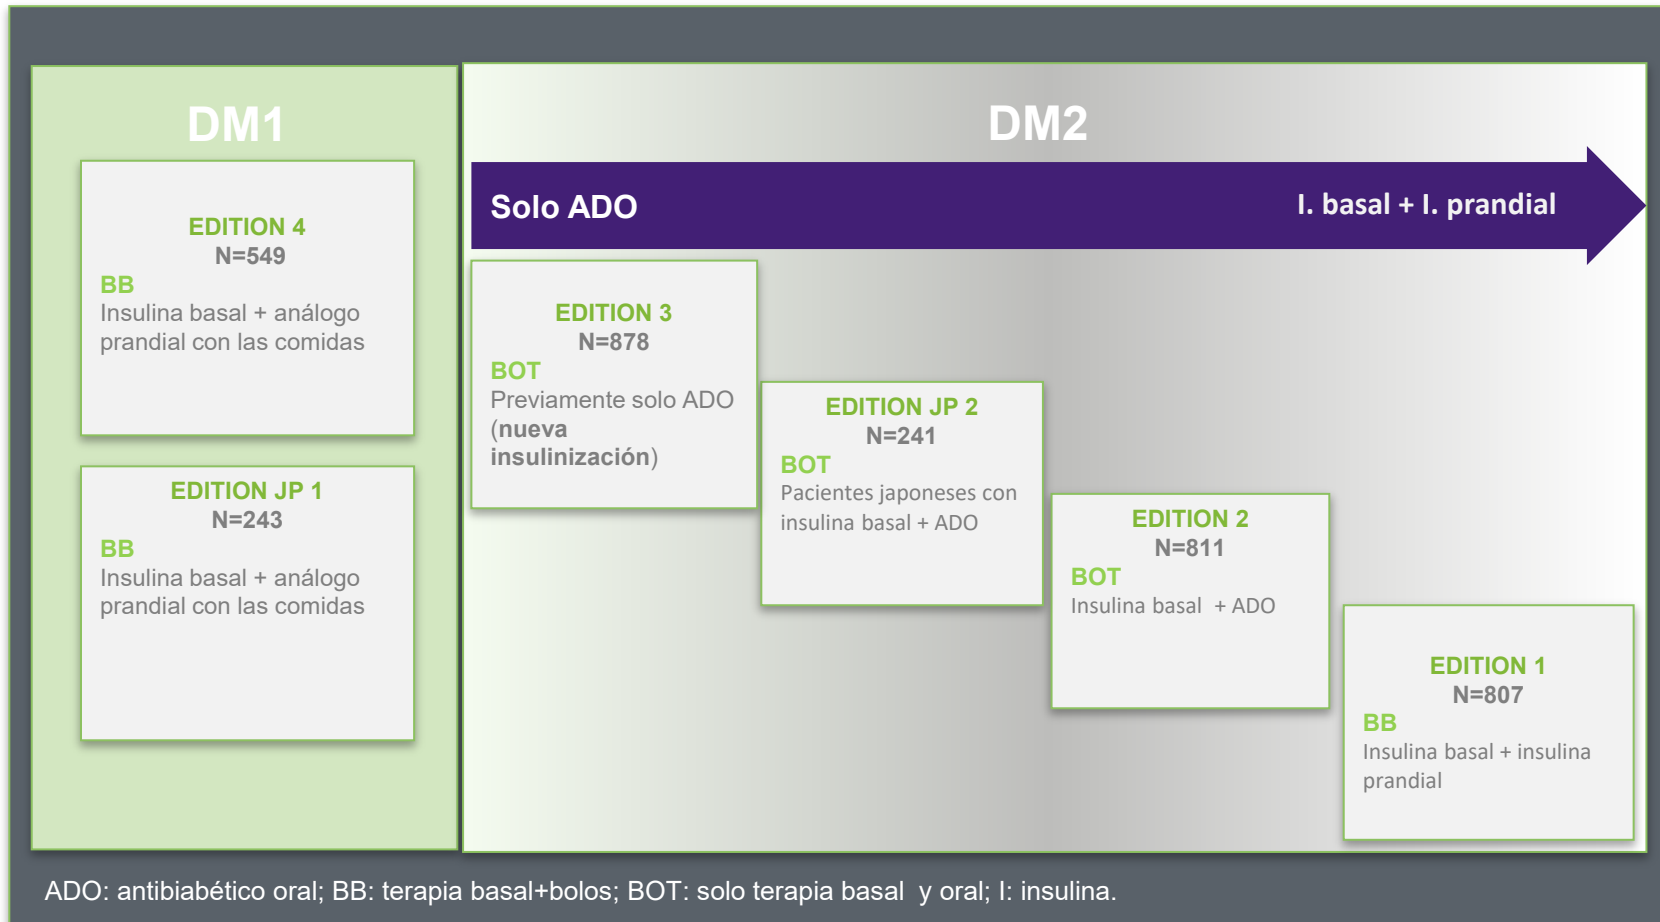 DM1
EDITION 4
N=549
BB
Insulina basal + análogo
prandial con las comidas
EDITION JP 1
N=243
BB
Insulina basal + análogo
prandial con las comidas
DM2
Solo ADO
I. basal + I. prandial
EDITION 3
N=878
BOT
Previamente solo ADO
(nueva
insulinización)
EDITION JP 2
N=241
BOT
Pacientes japoneses con
insulina basal + ADO
EDITION 2
N=811
BOT
Insulina basal + ADO
EDITION 1
N=807
BB
Insulina basal + insulina
prandial
ADO: antibiabético oral; BB: terapia basal+bolos; BOT: solo terapia basal y oral; I: insulina.